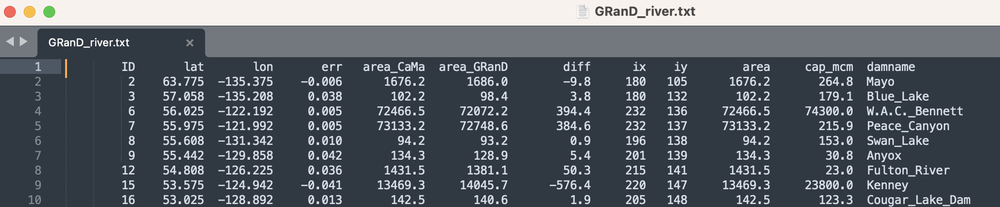 GRanD_river.txt
GRanD_river.txt ×
1 ID lat lon err area_CaMa area_GRanD diff ix iy area cap_mcm damname
2 2 63.775 -135.375 -0.006 1676.2 1686.0 -9.8 180 105 1676.2 264.8 Mayo
3 3 57.058 -135.208 0.038 102.2 98.4 3.8 180 132 102.2 179.1 Blue_Lake
4 6 56.025 -122.192 0.005 72466.5 72072.2 394.4 232 136 72466.5 74300.0 W.A.C._Bennett
5 7 55.975 -121.992 0.005 73133.2 72748.6 384.6 232 137 73133.2 215.9 Peace_Canyon
6 8 55.608 -131.342 0.010 94.2 93.2 0.9 196 138 94.2 153.0 Swan_Lake
7 9 55.442 -129.858 0.042 134.3 128.9 5.4 201 139 134.3 30.8 Anyox
8 12 54.808 -126.225 0.036 1431.5 1381.1 50.3 215 141 1431.5 23.0 Fulton_River
9 15 53.575 -124.942 -0.041 13469.3 14045.7 -576.4 220 147 13469.3 23800.0 Kenney
10 16 53.025 -128.892 0.013 142.5 140.6 1.9 205 148 142.5 123.3 Cougar_Lake_Dam